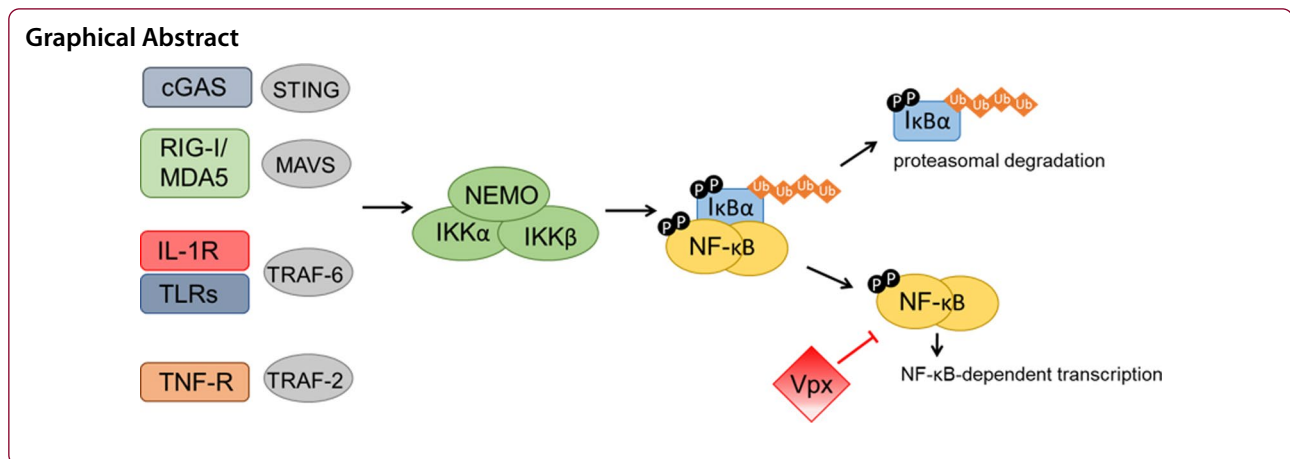 Graphical Abstract
cGAS
STING
RIG-I/
MDA5
MAVS
IL-1R
TLRs
TRAF-6
TNF-R
TRAF-2
NEMO
IKKα
IKKβ
P P
IκBα
Ub Ub Ub Ub
P P
NF-κB
P P
IκBα
Ub Ub Ub Ub
proteasomal degradation
P P
NF-κB
Vpx
NF-κB-dependent transcription